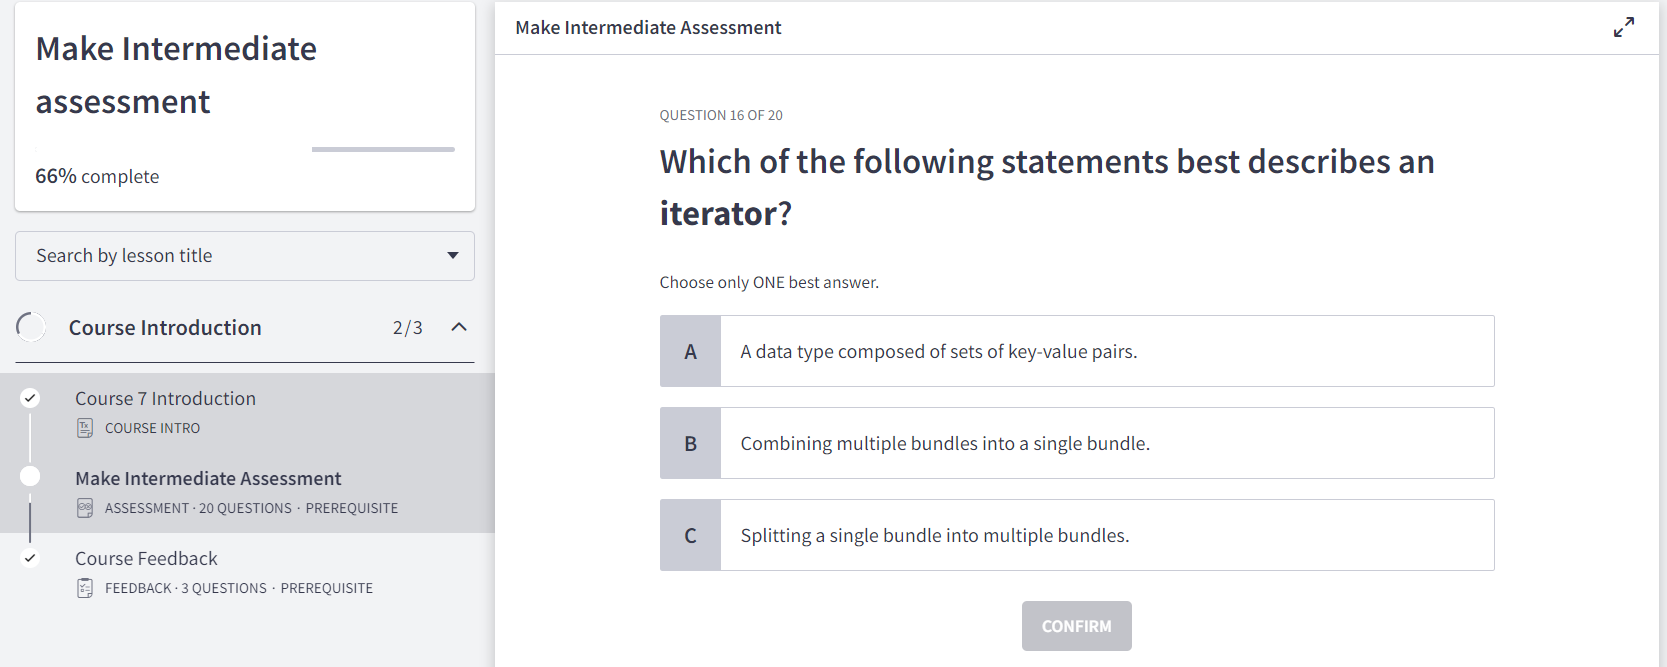 Make Intermediate
assessment
66% complete
Search by lesson title
Course Introduction 2/3
Course 7 Introduction
COURSE INTRO
Make Intermediate Assessment
ASSESSMENT · 20 QUESTIONS · PREREQUISITE
Course Feedback
FEEDBACK · 3 QUESTIONS · PREREQUISITE
Make Intermediate Assessment
QUESTION 16 OF 20
Which of the following statements best describes an
iterator?
Choose only ONE best answer.
A A data type composed of sets of key-value pairs.
B Combining multiple bundles into a single bundle.
C Splitting a single bundle into multiple bundles.
CONFIRM